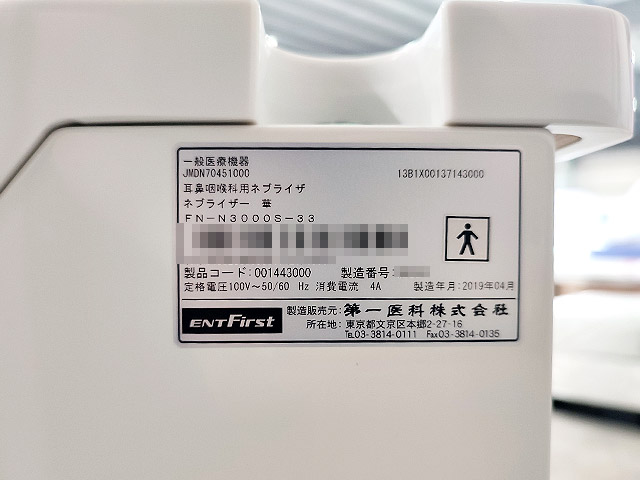 一般医療機器
JMDN70451000 13B1X00137143000
耳鼻咽喉科用ネブライザ
ネブライザー 華
FN-N3000S-33
製品コード:001443000 製造番号:
定格電圧100V～50/60 Hz 消費電流 4A 製造年月:2019年04月
ENTFirst 製造販売元: 第一医科株式会社
所在地: 東京都文京区本郷2-27-16
TEL03-3814-0111 Fax03-3814-0135